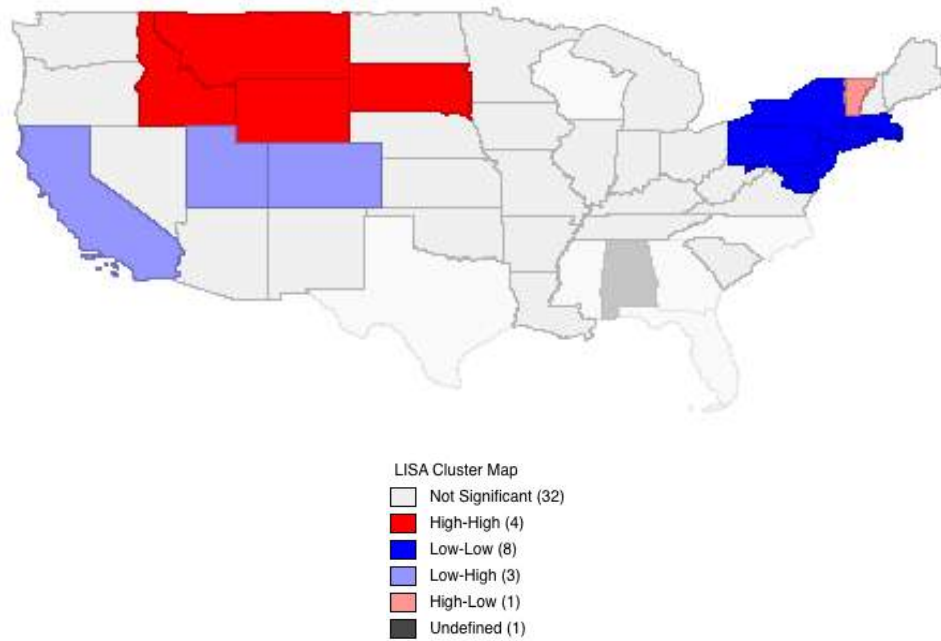 LISA Cluster Map
Not Significant (32)
High-High (4)
Low-Low (8)
Low-High (3)
High-Low (1)
Undefined (1)